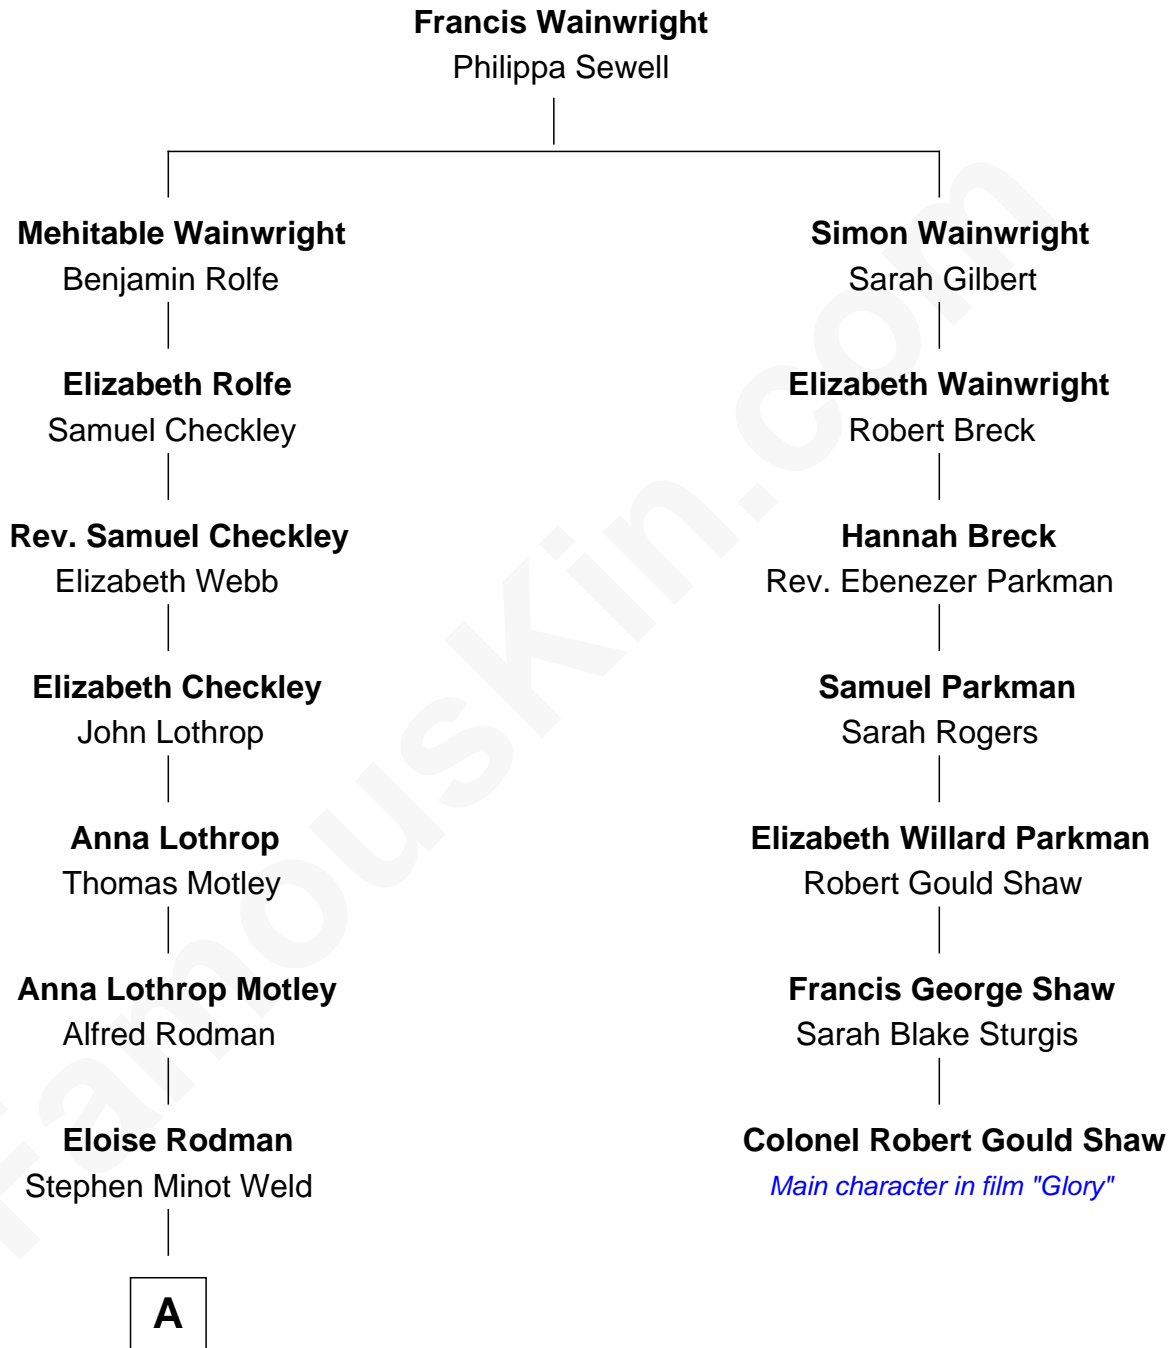 Francis Wainwright
Philippa Sewell
Mehitable Wainwright
Benjamin Rolfe
Simon Wainwright
Sarah Gilbert
Elizabeth Rolfe
Samuel Checkley
Elizabeth Wainwright
Robert Breck
Rev. Samuel Checkley
Elizabeth Webb
Hannah Breck
Rev. Ebenezer Parkman
Elizabeth Checkley
John Lothrop
Samuel Parkman
Sarah Rogers
Anna Lothrop
Thomas Motley
Elizabeth Willard Parkman
Robert Gould Shaw
Anna Lothrop Motley
Alfred Rodman
Francis George Shaw
Sarah Blake Sturgis
Eloise Rodman
Stephen Minot Weld
Colonel Robert Gould Shaw
Main character in film "Glory"
A
FamousKin.com